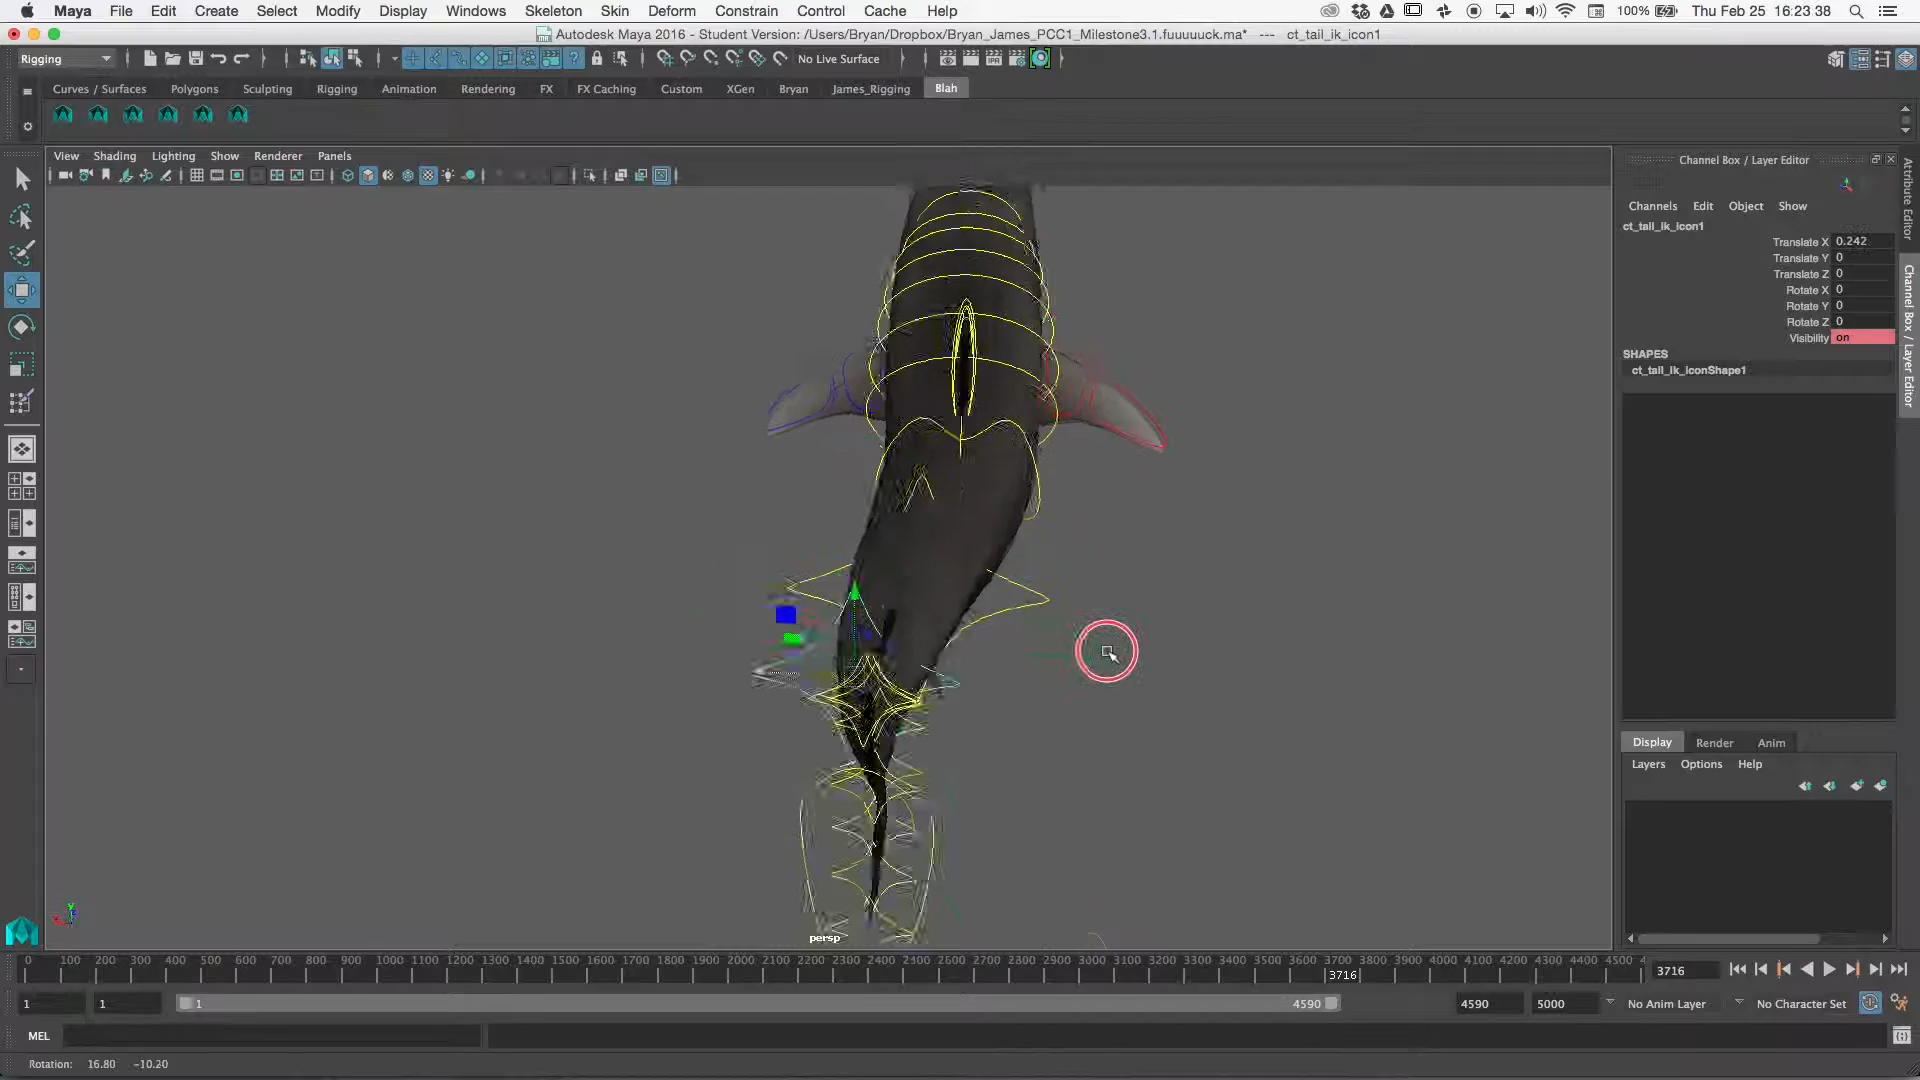 Maya File Edit Create Select Modify Display Windows Skeleton Skin Deform Constrain Control Cache Help 100% Thu Feb 25 16:23 38
Autodesk Maya 2016 - Student Version: /Users/Bryan/Dropbox/Bryan_James_PCC1_Milestone3.1.fuuuuuck.ma* --- ct_tail_ik_icon1
Rigging No Live Surface
Curves / Surfaces Polygons Sculpting Rigging Animation Rendering FX FX Caching Custom XGen Bryan James_Rigging Blah
View Shading Lighting Show Renderer Panels
IPR
Channel Box / Layer Editor
Channels Edit Object Show
ct_tail_ik_icon1
Translate X 0.242
Translate Y 0
Translate Z 0
Rotate X 0
Rotate Y 0
Rotate Z 0
Visibility on
SHAPES
ct_tail_ik_iconShape1
Attribute Editor
Channel Box / Layer Editor
Display Render Anim
Layers Options Help
persp
0 100 200 300 400 500 600 700 800 900 1000 1100 1200 1300 1400 1500 1600 1700 1800 1900 2000 2100 2200 2300 2400 2500 2600 2700 2800 2900 3000 3100 3200 3300 3400 3500 3600 3700 3800 3900 4000 4100 4200 4300 4400 4500 4
3716
3716
1 1 1 4590 4590 5000 No Anim Layer No Character Set
MEL
Rotation: 16.80 -10.20